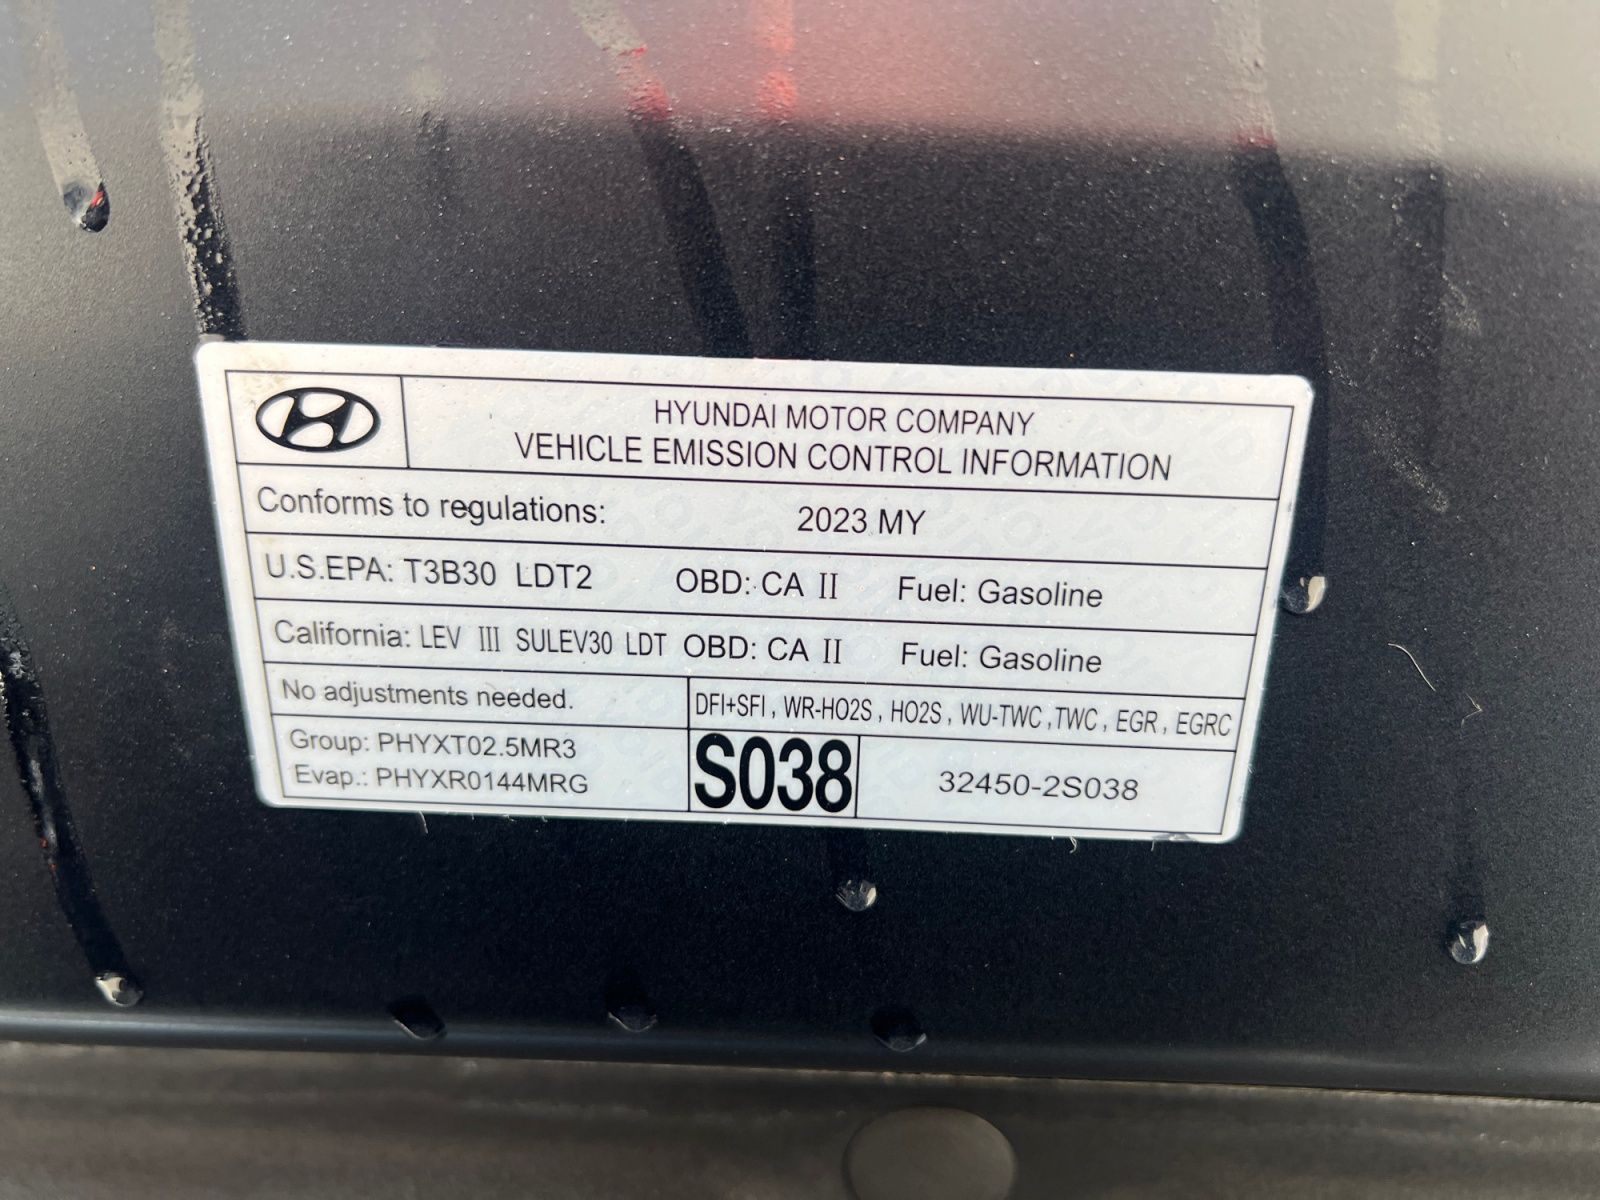 HYUNDAI MOTOR COMPANY
VEHICLE EMISSION CONTROL INFORMATION
Conforms to regulations: 2023 MY
U.S.EPA: T3B30 LDT2 OBD: CA II Fuel: Gasoline
California: LEV III SULEV30 LDT OBD: CA II Fuel: Gasoline
No adjustments needed.
DFI+SFI , WR-HO2S , HO2S , WU-TWC ,TWC , EGR , EGRC
Group: PHYXT02.5MR3
Evap.: PHYXR0144MRG
S038
32450-2S038